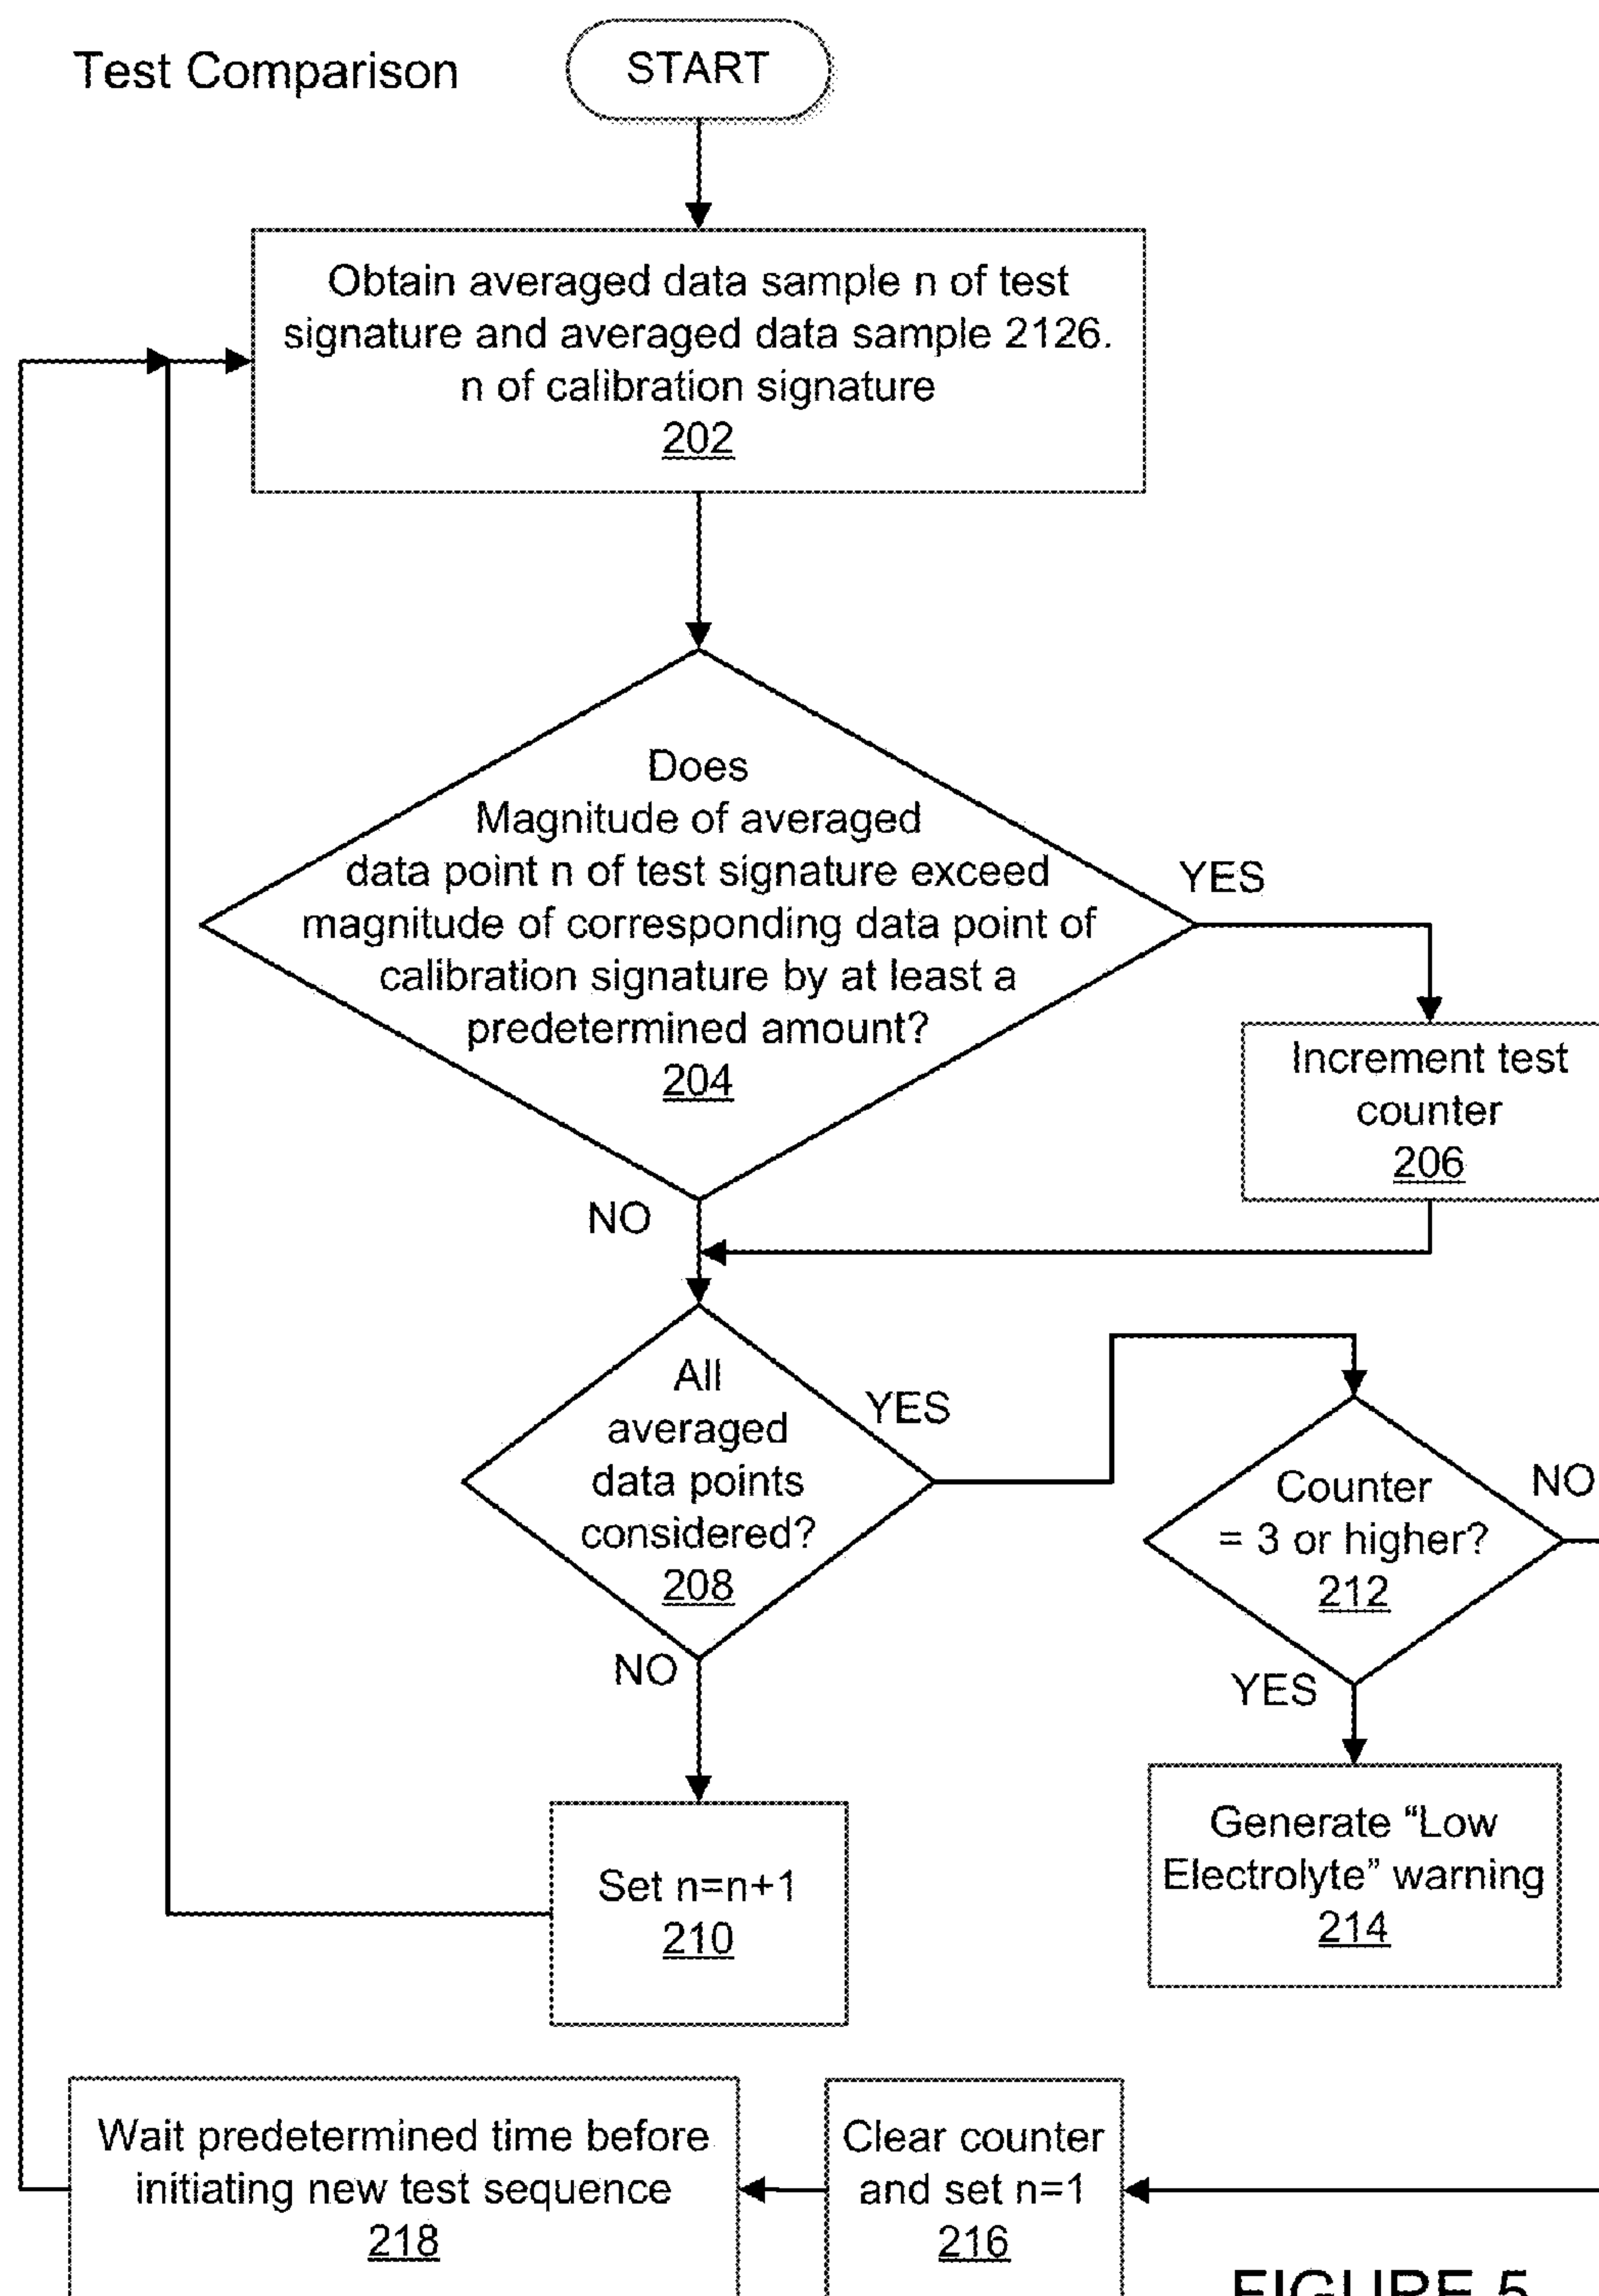 Test Comparison
START
Obtain averaged data sample n of test
signature and averaged data sample 2126.
n of calibration signature
202
Does
Magnitude of averaged
data point n of test signature exceed
magnitude of corresponding data point of
calibration signature by at least a
predetermined amount?
204
YES
Increment test
counter
206
NO
All
averaged
data points
considered?
208
YES
Counter
= 3 or higher?
212
NO
YES
NO
Generate “Low
Electrolyte” warning
214
Set n=n+1
210
Wait predetermined time before
initiating new test sequence
218
Clear counter
and set n=1
216
FIGURE 5